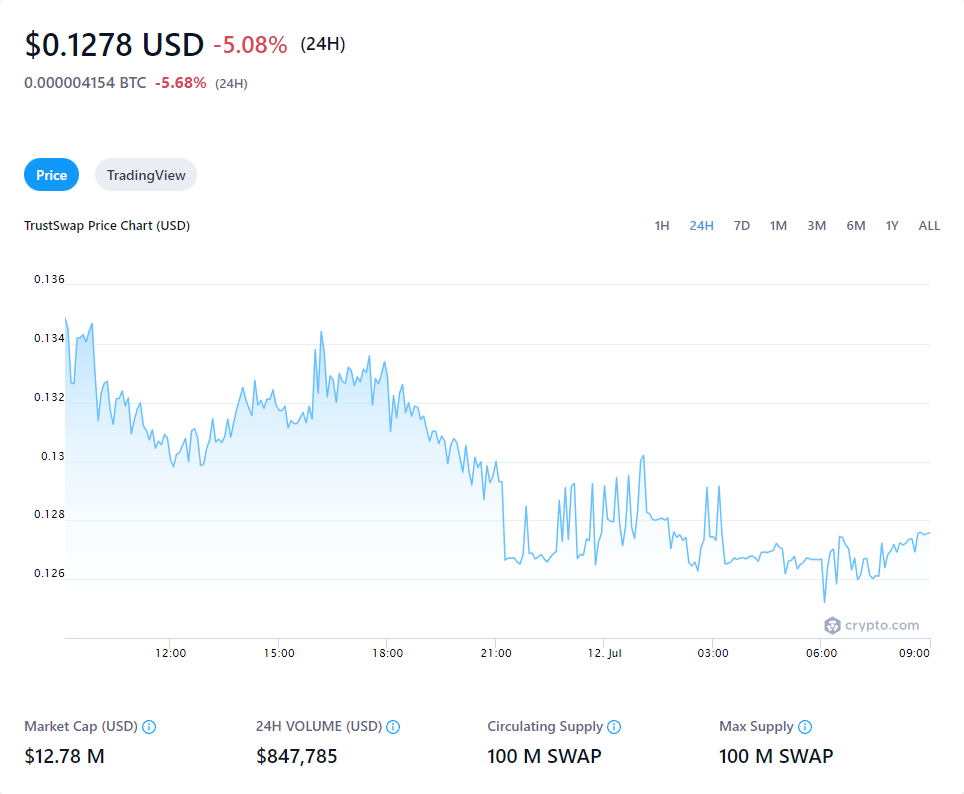 $0.1278 USD -5.08% (24H)
0.000004154 BTC -5.68% (24H)
Price TradingView
TrustSwap Price Chart (USD) 1H 24H 7D 1M 3M 6M 1Y ALL
0.136
0.134
0.132
0.13
0.128
0.126
crypto.com
12:00 15:00 18:00 21:00 12. Jul 03:00 06:00 09:00
Market Cap (USD) 24H VOLUME (USD) Circulating Supply Max Supply
$12.78 M $847,785 100 M SWAP 100 M SWAP